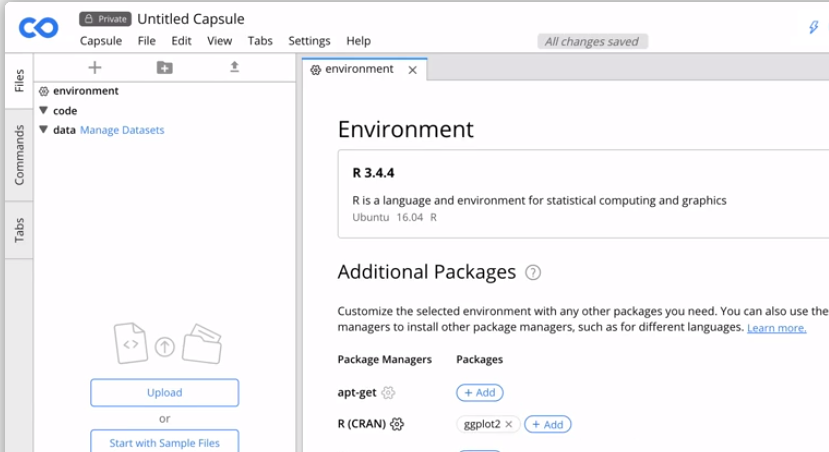 Private Untitled Capsule
Capsule File Edit View Tabs Settings Help
All changes saved
Files
Commands
Tabs
environment
code
data Manage Datasets
<>
Upload
or
Start with Sample Files
environment ×
Environment
R 3.4.4
R is a language and environment for statistical computing and graphics
Ubuntu 16.04 R
Additional Packages ?
Customize the selected environment with any other packages you need. You can also use the
managers to install other package managers, such as for different languages. Learn more.
Package Managers Packages
apt-get + Add
R (CRAN) ggplot2 × + Add